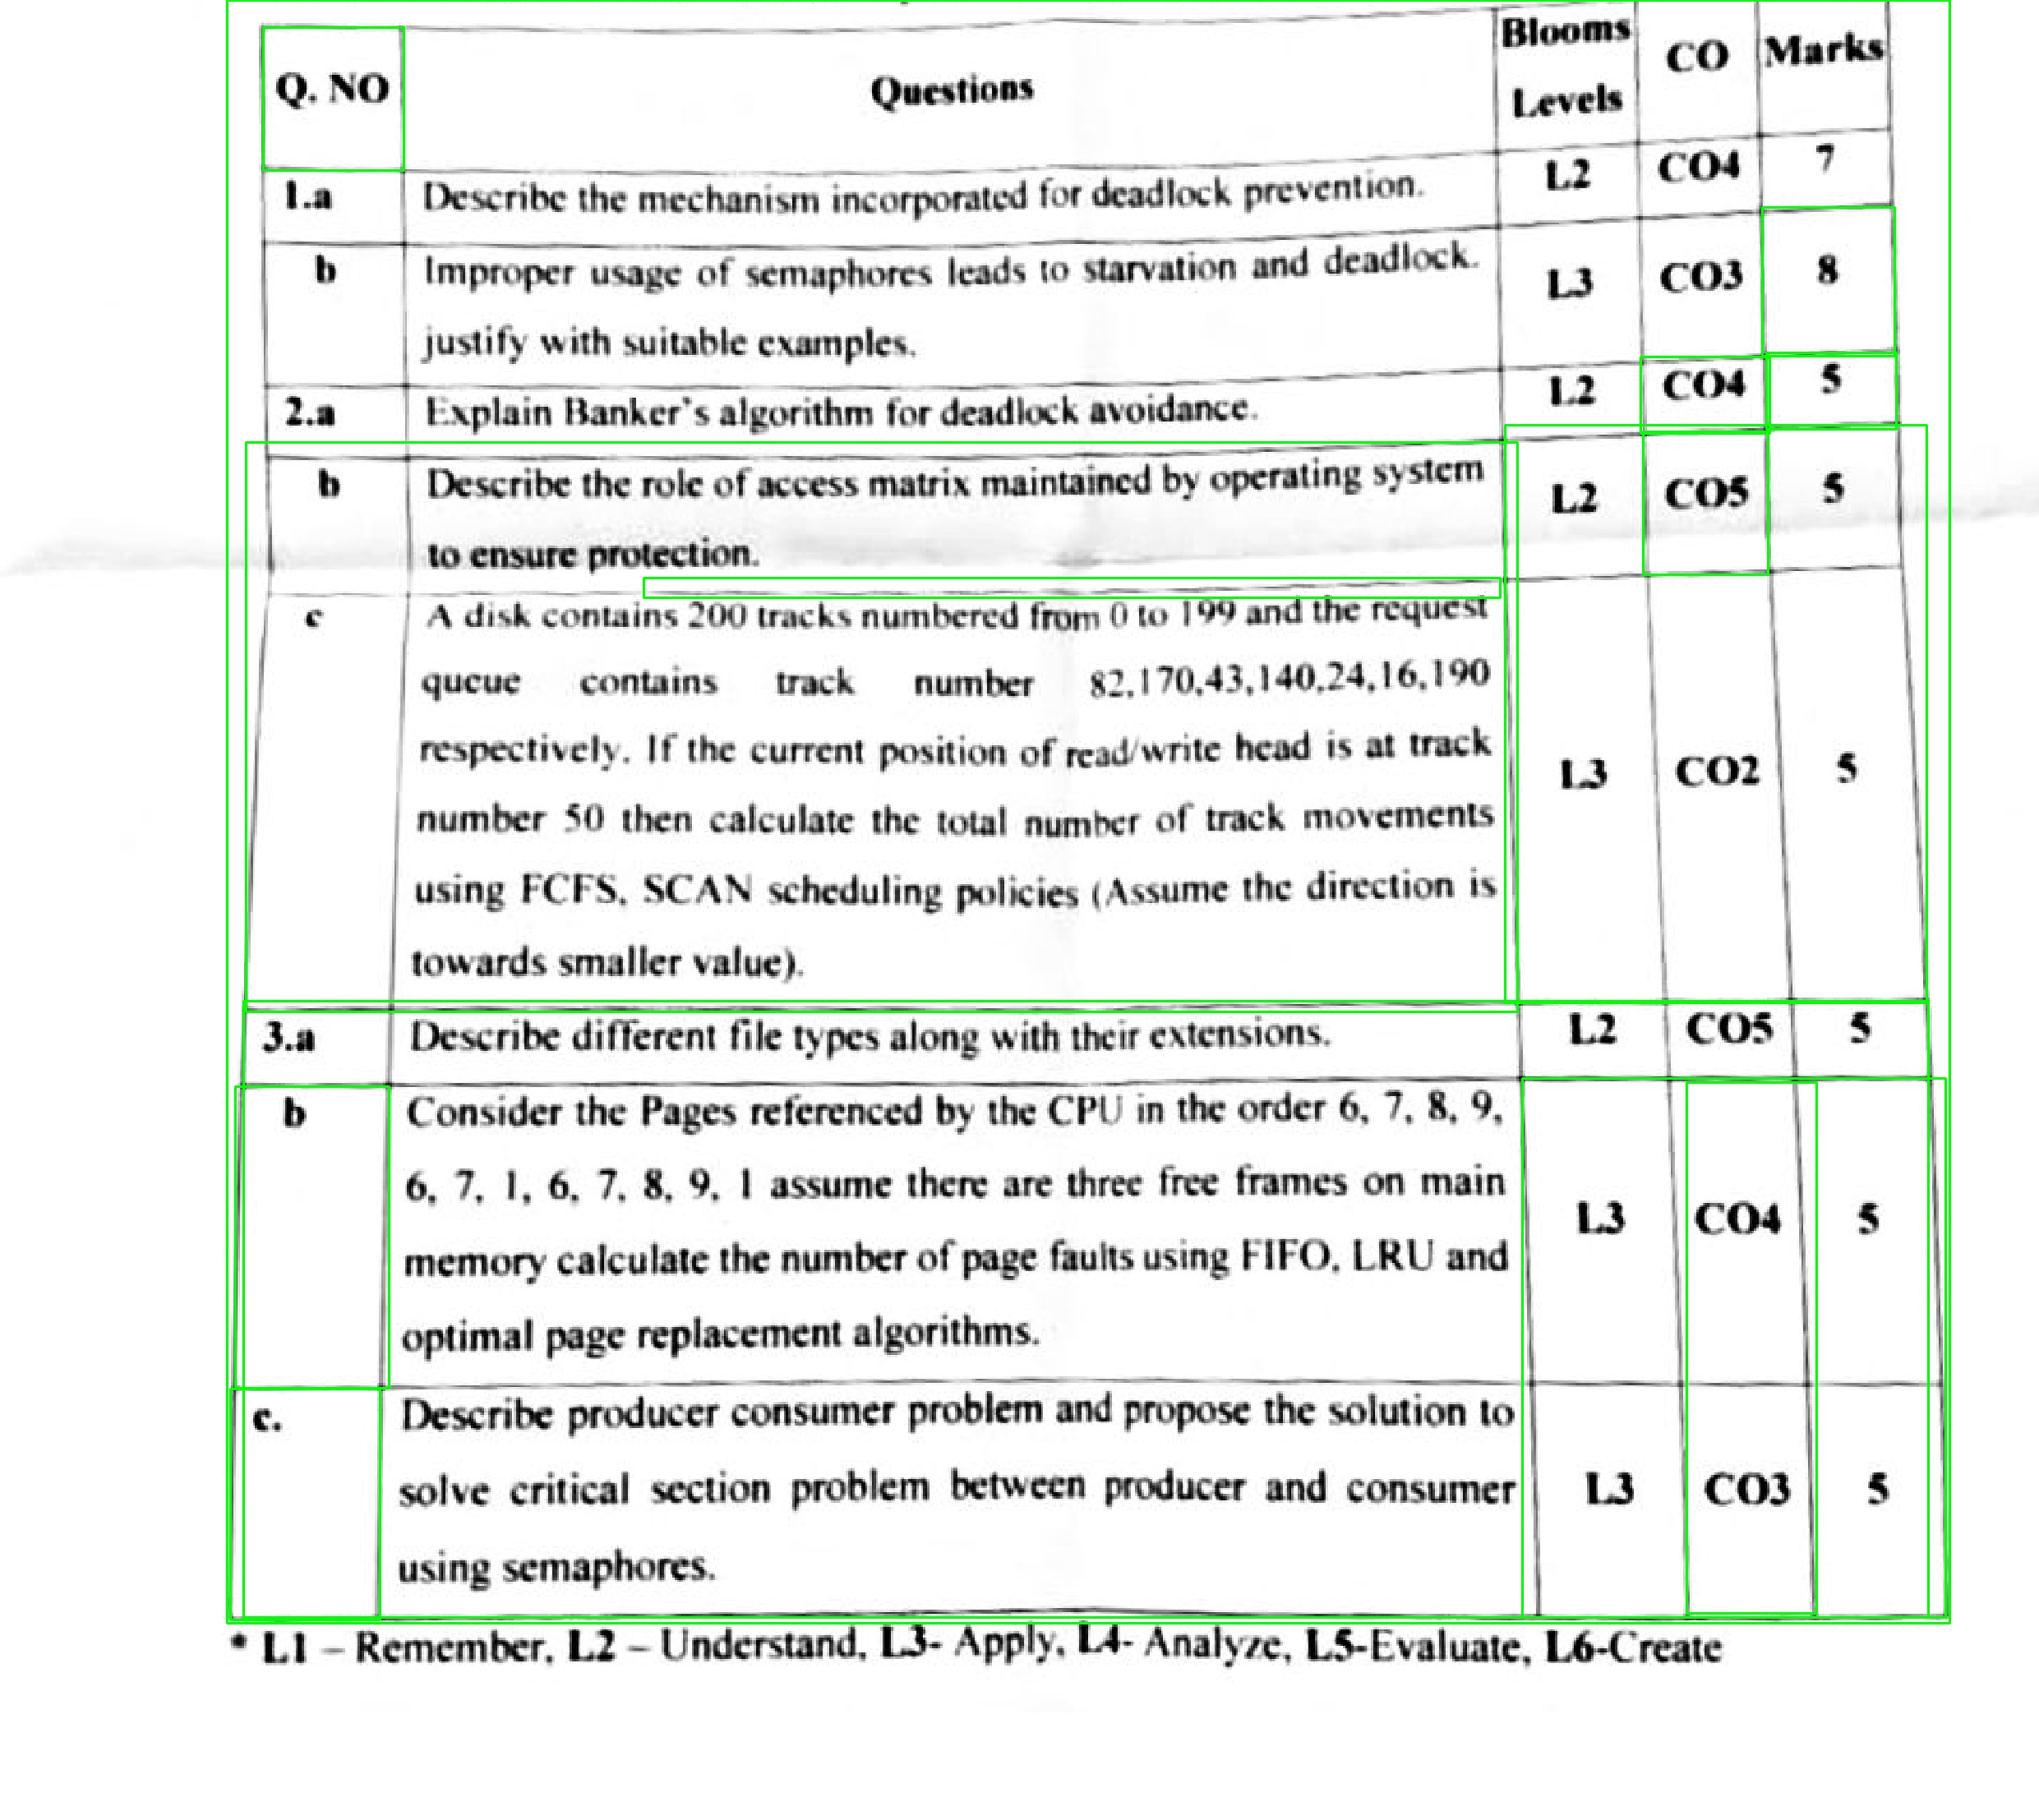 Q. NO Questions Blooms Levels CO Marks
1.a Describe the mechanism incorporated for deadlock prevention. L2 CO4 7
b Improper usage of semaphores leads to starvation and deadlock. L3 CO3 8
justify with suitable examples.
2.a Explain Banker's algorithm for deadlock avoidance. L2 CO4 5
b Describe the role of access matrix maintained by operating system L2 CO5 5
to ensure protection.
c A disk contains 200 tracks numbered from 0 to 199 and the request
queue contains track number 82,170,43,140,24,16,190
respectively. If the current position of read/write head is at track L3 CO2 5
number 50 then calculate the total number of track movements
using FCFS, SCAN scheduling policies (Assume the direction is
towards smaller value).
3.a Describe different file types along with their extensions. L2 CO5 5
b Consider the Pages referenced by the CPU in the order 6, 7, 8, 9,
6, 7, 1, 6, 7, 8, 9, 1 assume there are three free frames on main L3 CO4 5
memory calculate the number of page faults using FIFO, LRU and
optimal page replacement algorithms.
c. Describe producer consumer problem and propose the solution to
solve critical section problem between producer and consumer L3 CO3 5
using semaphores.
* L1 – Remember, L2 – Understand, L3- Apply, L4- Analyze, L5-Evaluate, L6-Create